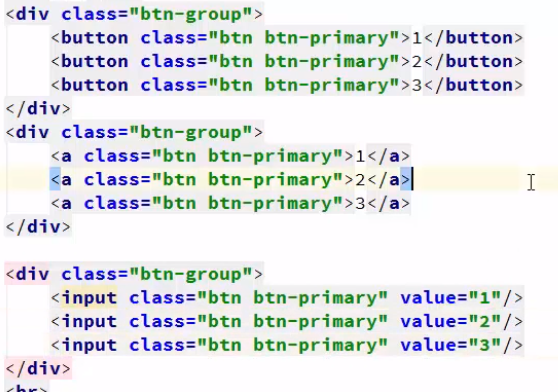 <div class="btn-group">
<button class="btn btn-primary">1</button>
<button class="btn btn-primary">2</button>
<button class="btn btn-primary">3</button>
</div>
<div class="btn-group">
<a class="btn btn-primary">1</a>
<a class="btn btn-primary">2</a>
<a class="btn btn-primary">3</a>
</div>
<div class="btn-group">
<input class="btn btn-primary" value="1"/>
<input class="btn btn-primary" value="2"/>
<input class="btn btn-primary" value="3"/>
</div>
<br>